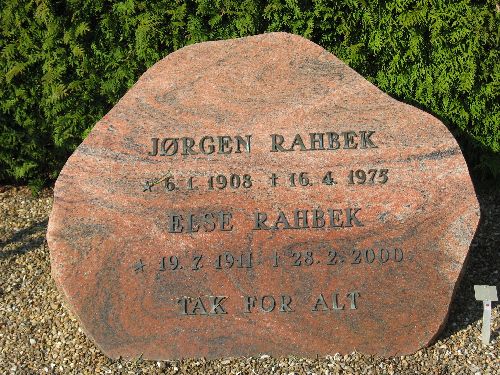 JØRGEN RAHBEK
* 6. 1. 1908 † 16. 4. 1975
ELSE RAHBEK
* 19. 7. 1911 † 28. 2. 2000
TAK FOR ALT